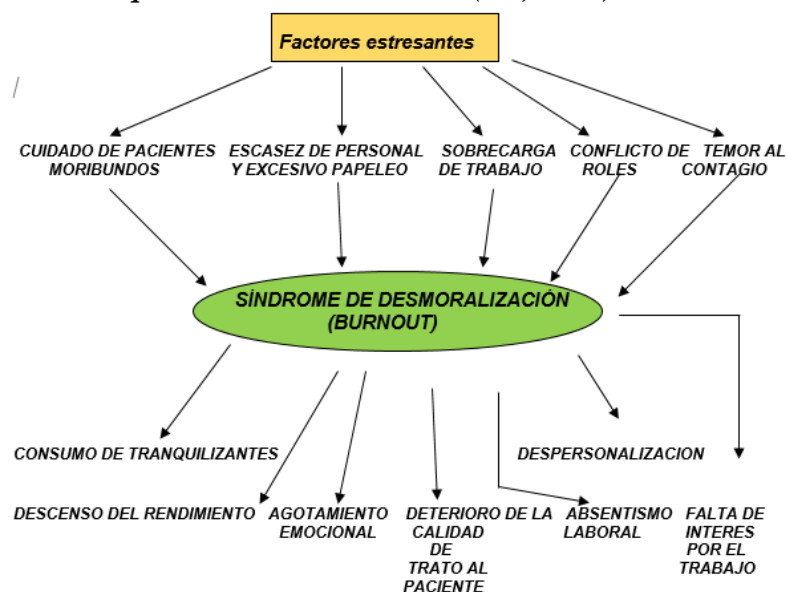 Factores estresantes
CUIDADO DE PACIENTES MORIBUNDOS
ESCASEZ DE PERSONAL Y EXCESIVO PAPELEO
SOBRECARGA DE TRABAJO
CONFLICTO DE ROLES
TEMOR AL CONTAGIO
SÍNDROME DE DESMORALIZACIÓN
(BURNOUT)
CONSUMO DE TRANQUILIZANTES
DESPERSONALIZACION
DESCENSO DEL RENDIMIENTO
AGOTAMIENTO
EMOCIONAL
DETERIORO DE LA
CALIDAD
DE
TRATO AL
PACIENTE
ABSENTISMO
LABORAL
FALTA DE
INTERES
POR EL
TRABAJO